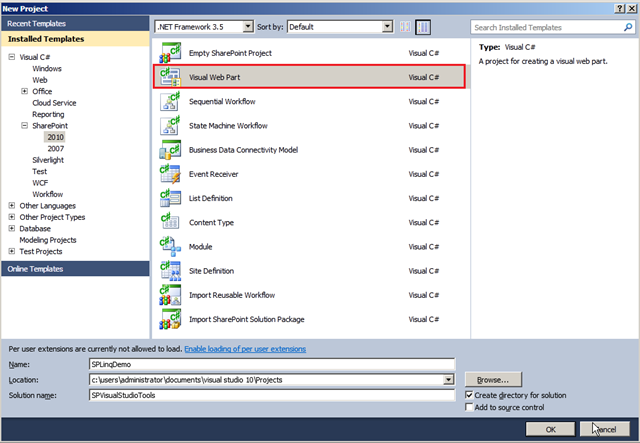 New Project
Recent Templates
.NET Framework 3.5
Sort by:
Default
Search Installed Templates
Installed Templates
Visual C#
Windows
Web
Office
Cloud Service
Reporting
SharePoint
2010
2007
Silverlight
Test
WCF
Workflow
Other Languages
Other Project Types
Database
Modeling Projects
Test Projects
Online Templates
Empty SharePoint Project Visual C#
Visual Web Part Visual C#
Sequential Workflow Visual C#
State Machine Workflow Visual C#
Business Data Connectivity Model Visual C#
Event Receiver Visual C#
List Definition Visual C#
Content Type Visual C#
Module Visual C#
Site Definition Visual C#
Import Reusable Workflow Visual C#
Import SharePoint Solution Package Visual C#
Type: Visual C#
A project for creating a visual web part.
Per user extensions are currently not allowed to load. Enable loading of per user extensions
Name: SPLinqDemo
Location: c:\users\administrator\documents\visual studio 10\Projects
Browse...
Solution name: SPVisualStudioTools
Create directory for solution
Add to source control
OK
Cancel